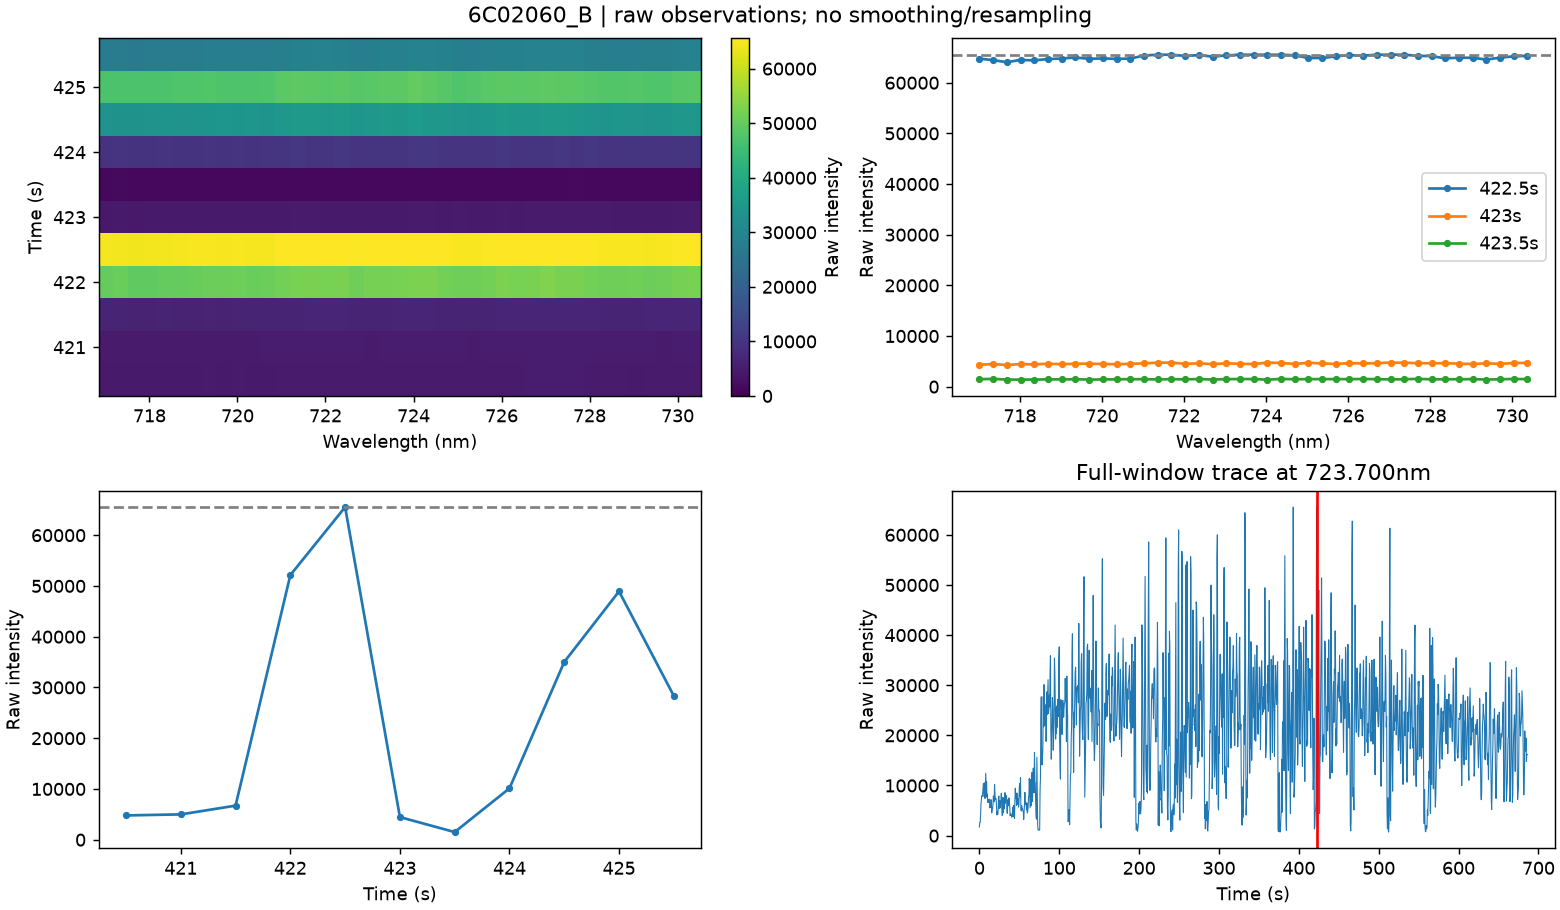 6C02060_B | raw observations; no smoothing/resampling
425
424
423
422
421
Time (s)
718 720 722 724 726 728 730
Wavelength (nm)
60000
50000
40000
30000
20000
10000
0
Raw intensity
60000
50000
40000
30000
20000
10000
0
Raw intensity
422.5s
423s
423.5s
718 720 722 724 726 728 730
Wavelength (nm)
60000
50000
40000
30000
20000
10000
0
Raw intensity
421 422 423 424 425
Time (s)
Full-window trace at 723.700nm
60000
50000
40000
30000
20000
10000
0
Raw intensity
0 100 200 300 400 500 600 700
Time (s)